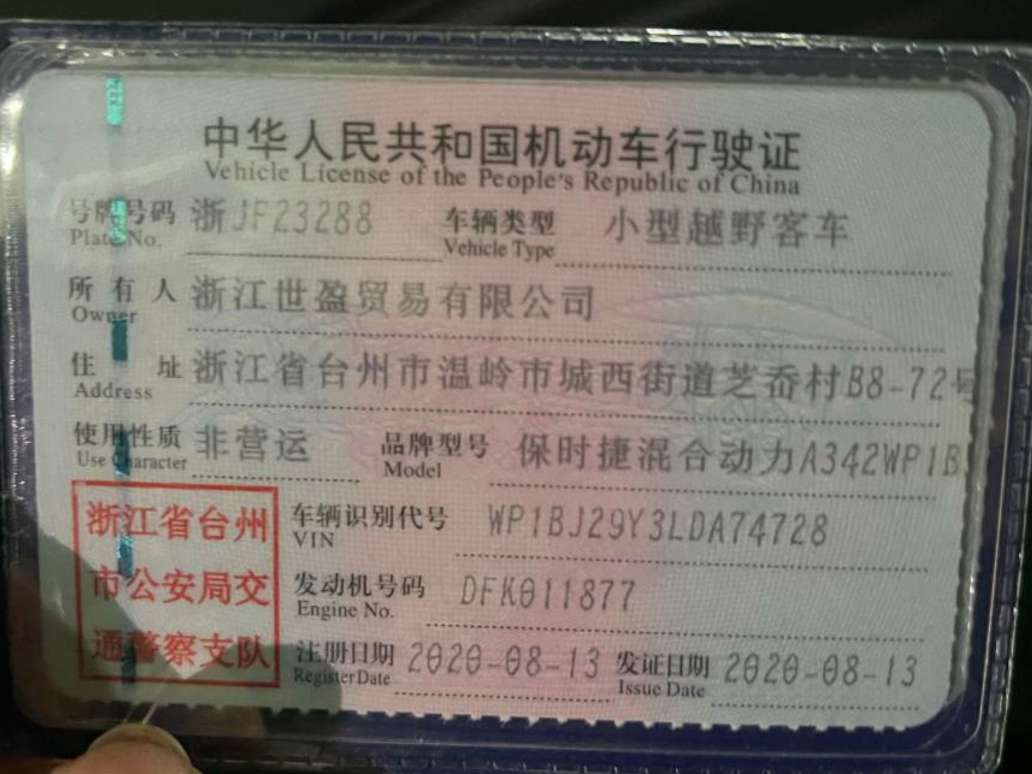 中华人民共和国机动车行驶证
Vehicle License of the People's Republic of China
号牌号码 浙JF23288 车辆类型 小型越野客车
Plate No. Vehicle Type
所有人 浙江世盈贸易有限公司
Owner
住址 浙江省台州市温岭市城西街道芝岙村B8-72号
Address
使用性质 非营运 品牌型号 保时捷混合动力A342WP1B
Use Character Model
浙江省台州
市公安局交
通警察支队
车辆识别代号 WP1BJ29Y3LDA74728
VIN
发动机号码 DFK011877
Engine No.
注册日期 2020-08-13 发证日期 2020-08-13
Register Date Issue Date